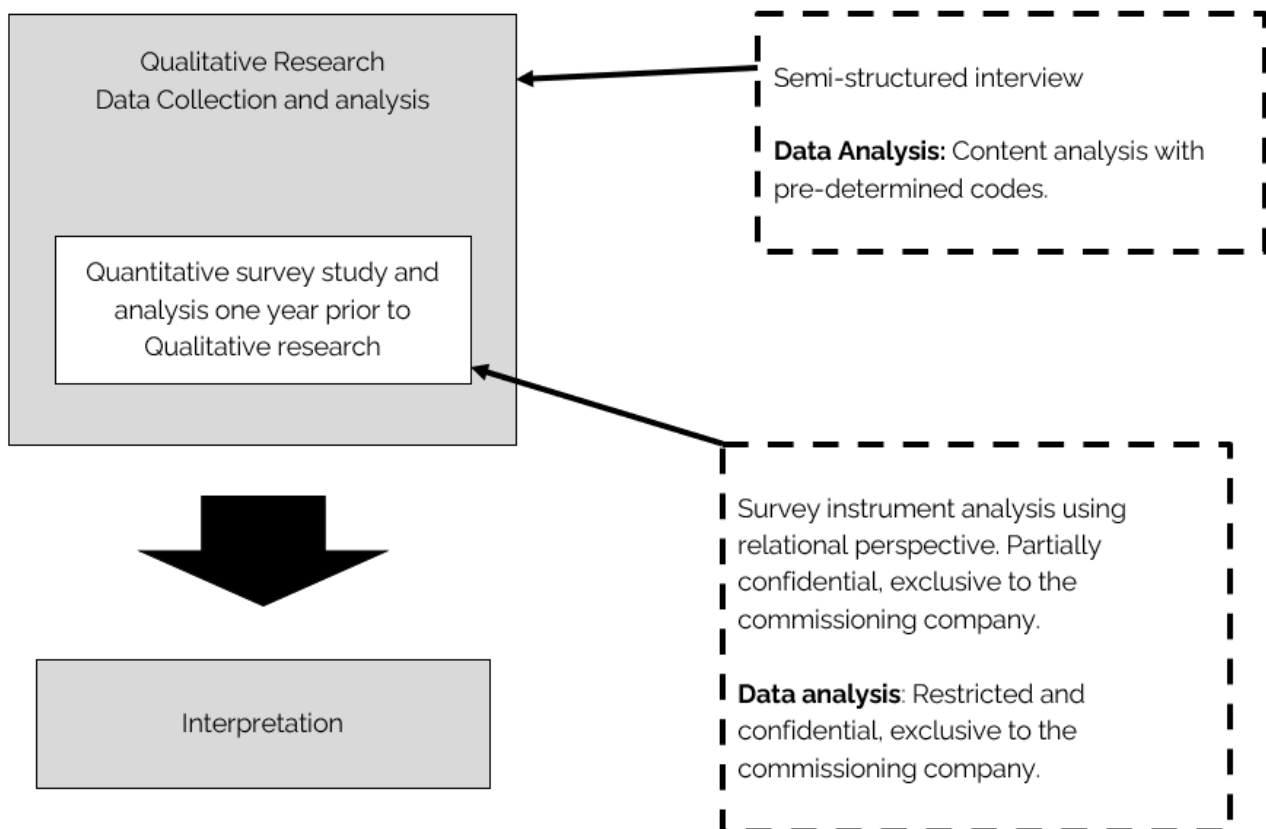 Qualitative Research
Data Collection and analysis
Quantitative survey study and
analysis one year prior to
Qualitative research
Semi-structured interview
Data Analysis: Content analysis with
pre-determined codes.
Survey instrument analysis using
relational perspective. Partially
confidential, exclusive to the
commissioning company.
Data analysis: Restricted and
confidential, exclusive to the
commissioning company.
Interpretation